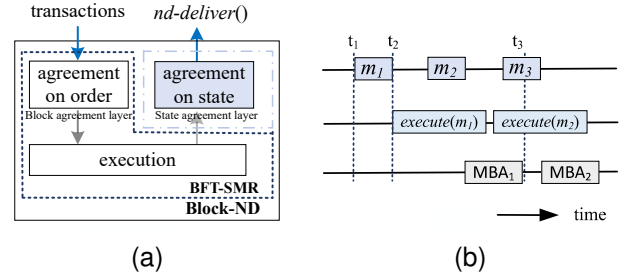 transactions
nd-deliver()
agreement
on order
Block agreement layer
agreement
on state
State agreement layer
execution
BFT-SMR
Block-ND
(a)
t1 t2 t3
m1 m2 m3
execute(m1) execute(m2)
MBA1 MBA2
time
(b)